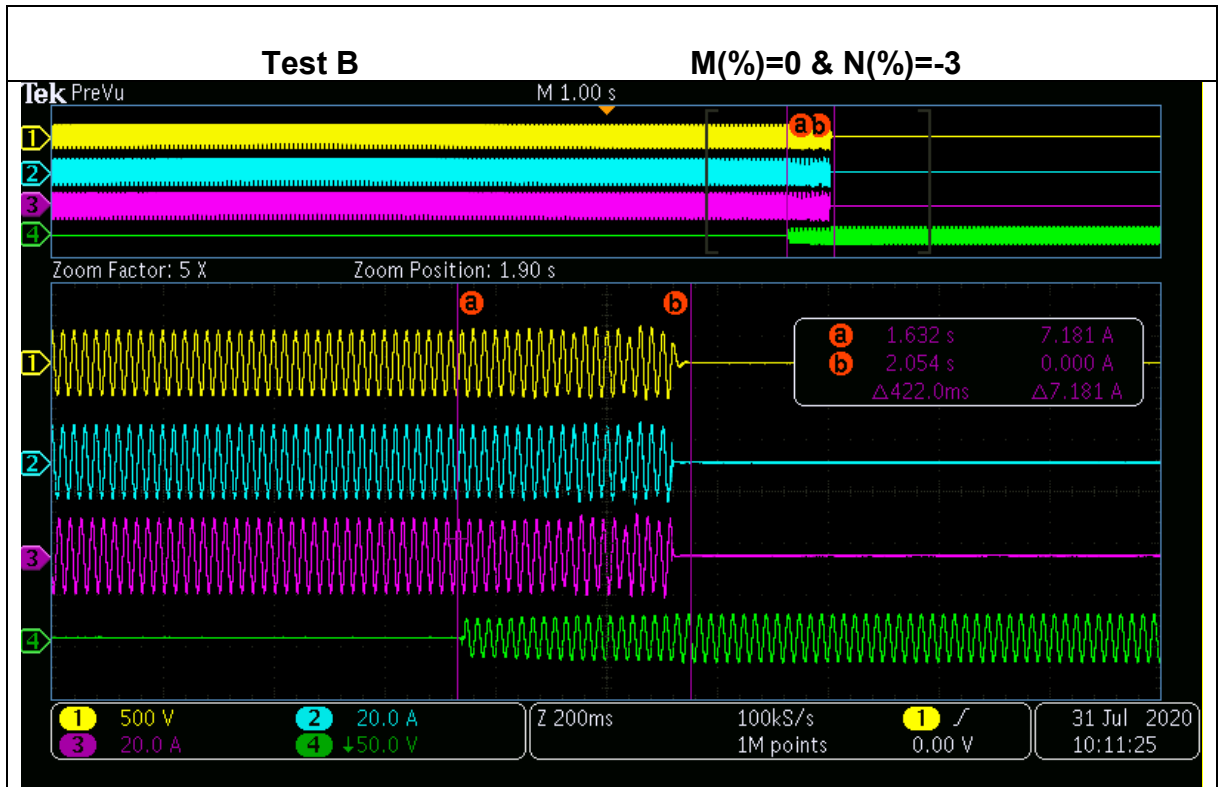 Test B M(%)=0 & N(%)=-3
Tek PreVu M 1.00 s
1
2
3
4
a b
Zoom Factor: 5 X Zoom Position: 1.90 s
a b
1
2
3
4
a 1.632 s 7.181 A
b 2.054 s 0.000 A
△422.0ms △7.181 A
1 500 V 2 20.0 A Z 200ms 100kS/s 1 ∫ 31 Jul 2020
3 20.0 A 4 ↓50.0 V 1M points 0.00 V 10:11:25